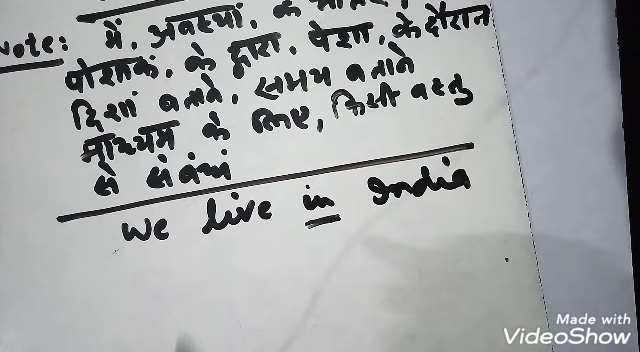 Note: में, अवस्था, के भीतर,
पोशाक, के द्वारा, पेशा, के दौरान
दिशा बताने, समय बताने
माध्यम के लिए, किसी वस्तु
से संबंध
We live in India
Made with
VideoShow